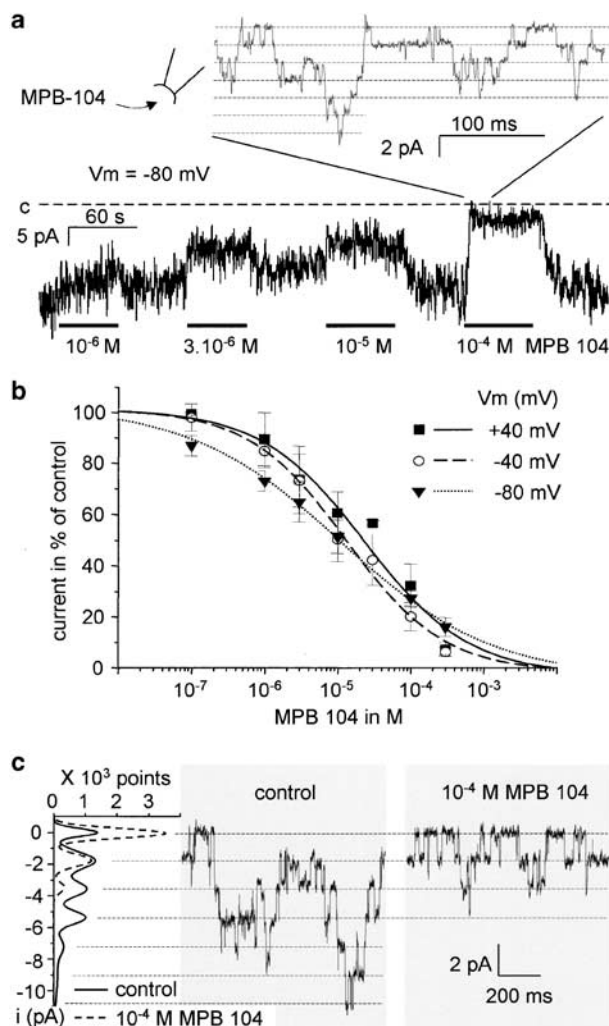 a
MPB-104
100 ms
2 pA
Vm = -80 mV
c
60 s
5 pA
10⁻⁶ M
3.10⁻⁶ M
10⁻⁵ M
10⁻⁴ M MPB 104
b
Vm (mV)
+40 mV
-40 mV
-80 mV
current in % of control
100
80
60
40
20
0
10⁻⁷
10⁻⁶
10⁻⁵
10⁻⁴
10⁻³
MPB 104 in M
c
X 10³ points
0 1 2 3
control
10⁻⁴ M MPB 104
0
-2
-4
-6
-8
-10
i (pA)
control
10⁻⁴ M MPB 104
2 pA
200 ms